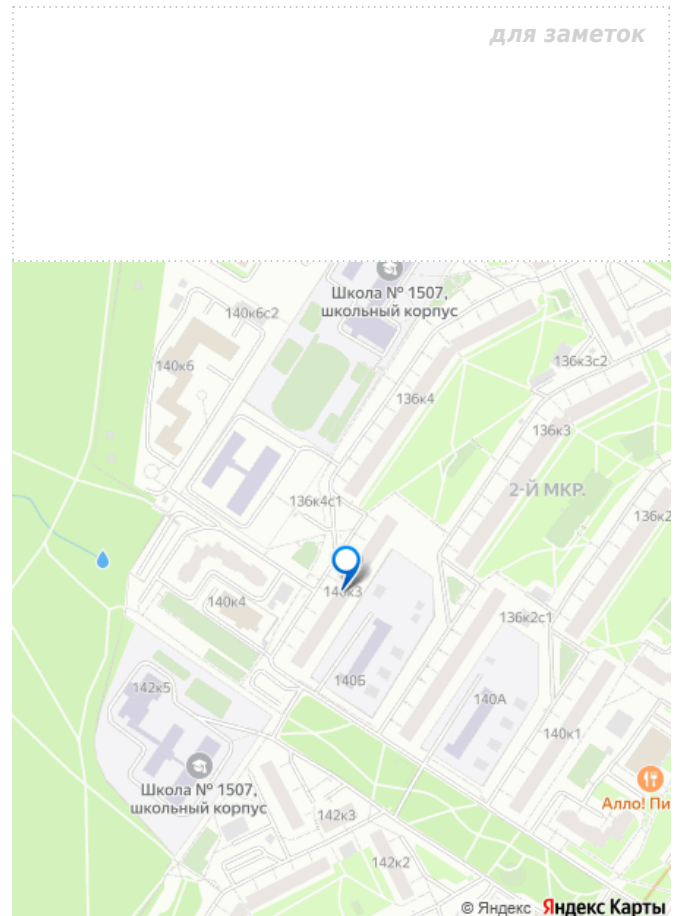 для заметок
Школа № 1507,
школьный корпус
140к6с2
136к3с2
140к6
136к4
136к3
2-Й МКР.
136к4с1
136к2
140к3
140к4
136к2с1
140Б
142к5
140А
140к1
Школа № 1507,
школьный корпус
Алло! Пи
142к3
142к2
© Яндекс Яндекс Карты